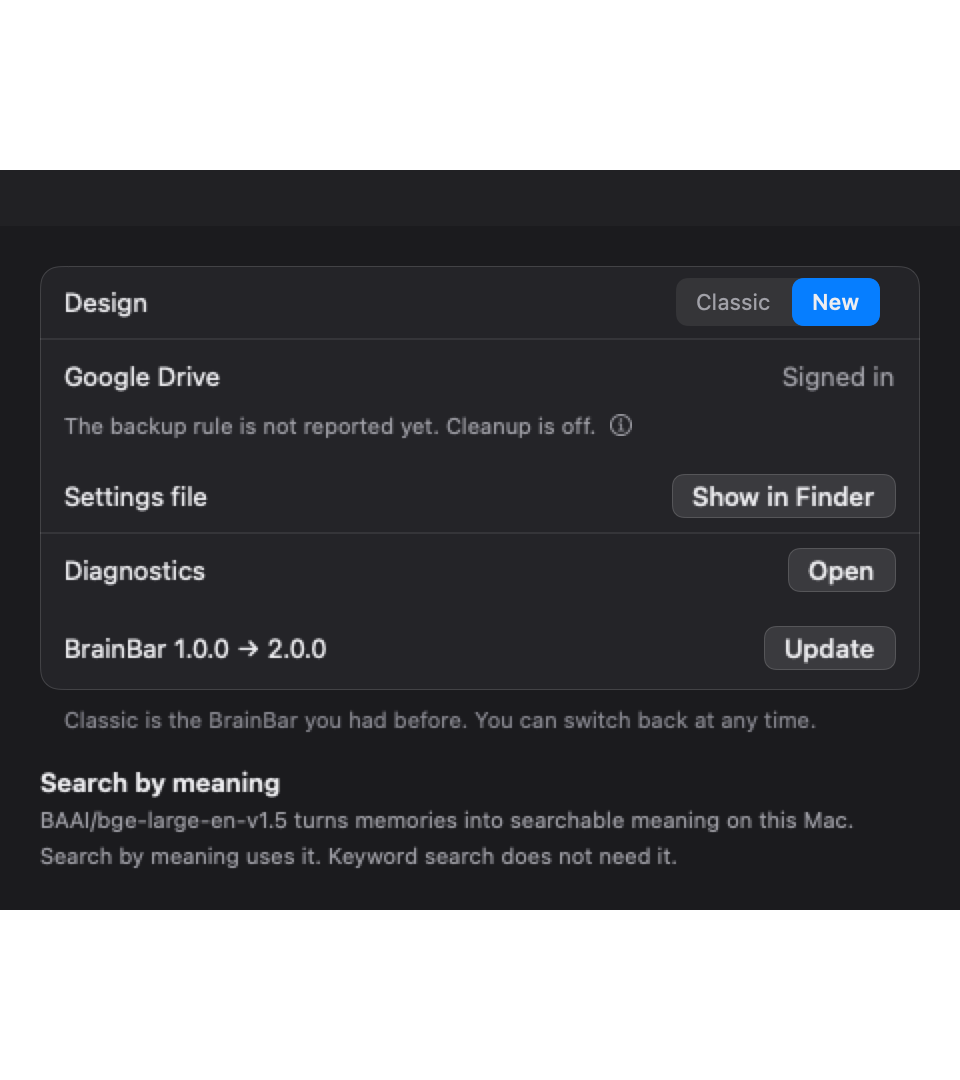 Design
Classic
New
Google Drive
Signed in
The backup rule is not reported yet. Cleanup is off.
Settings file
Show in Finder
Diagnostics
Open
BrainBar 1.0.0 → 2.0.0
Update
Classic is the BrainBar you had before. You can switch back at any time.
Search by meaning
BAAI/bge-large-en-v1.5 turns memories into searchable meaning on this Mac.
Search by meaning uses it. Keyword search does not need it.